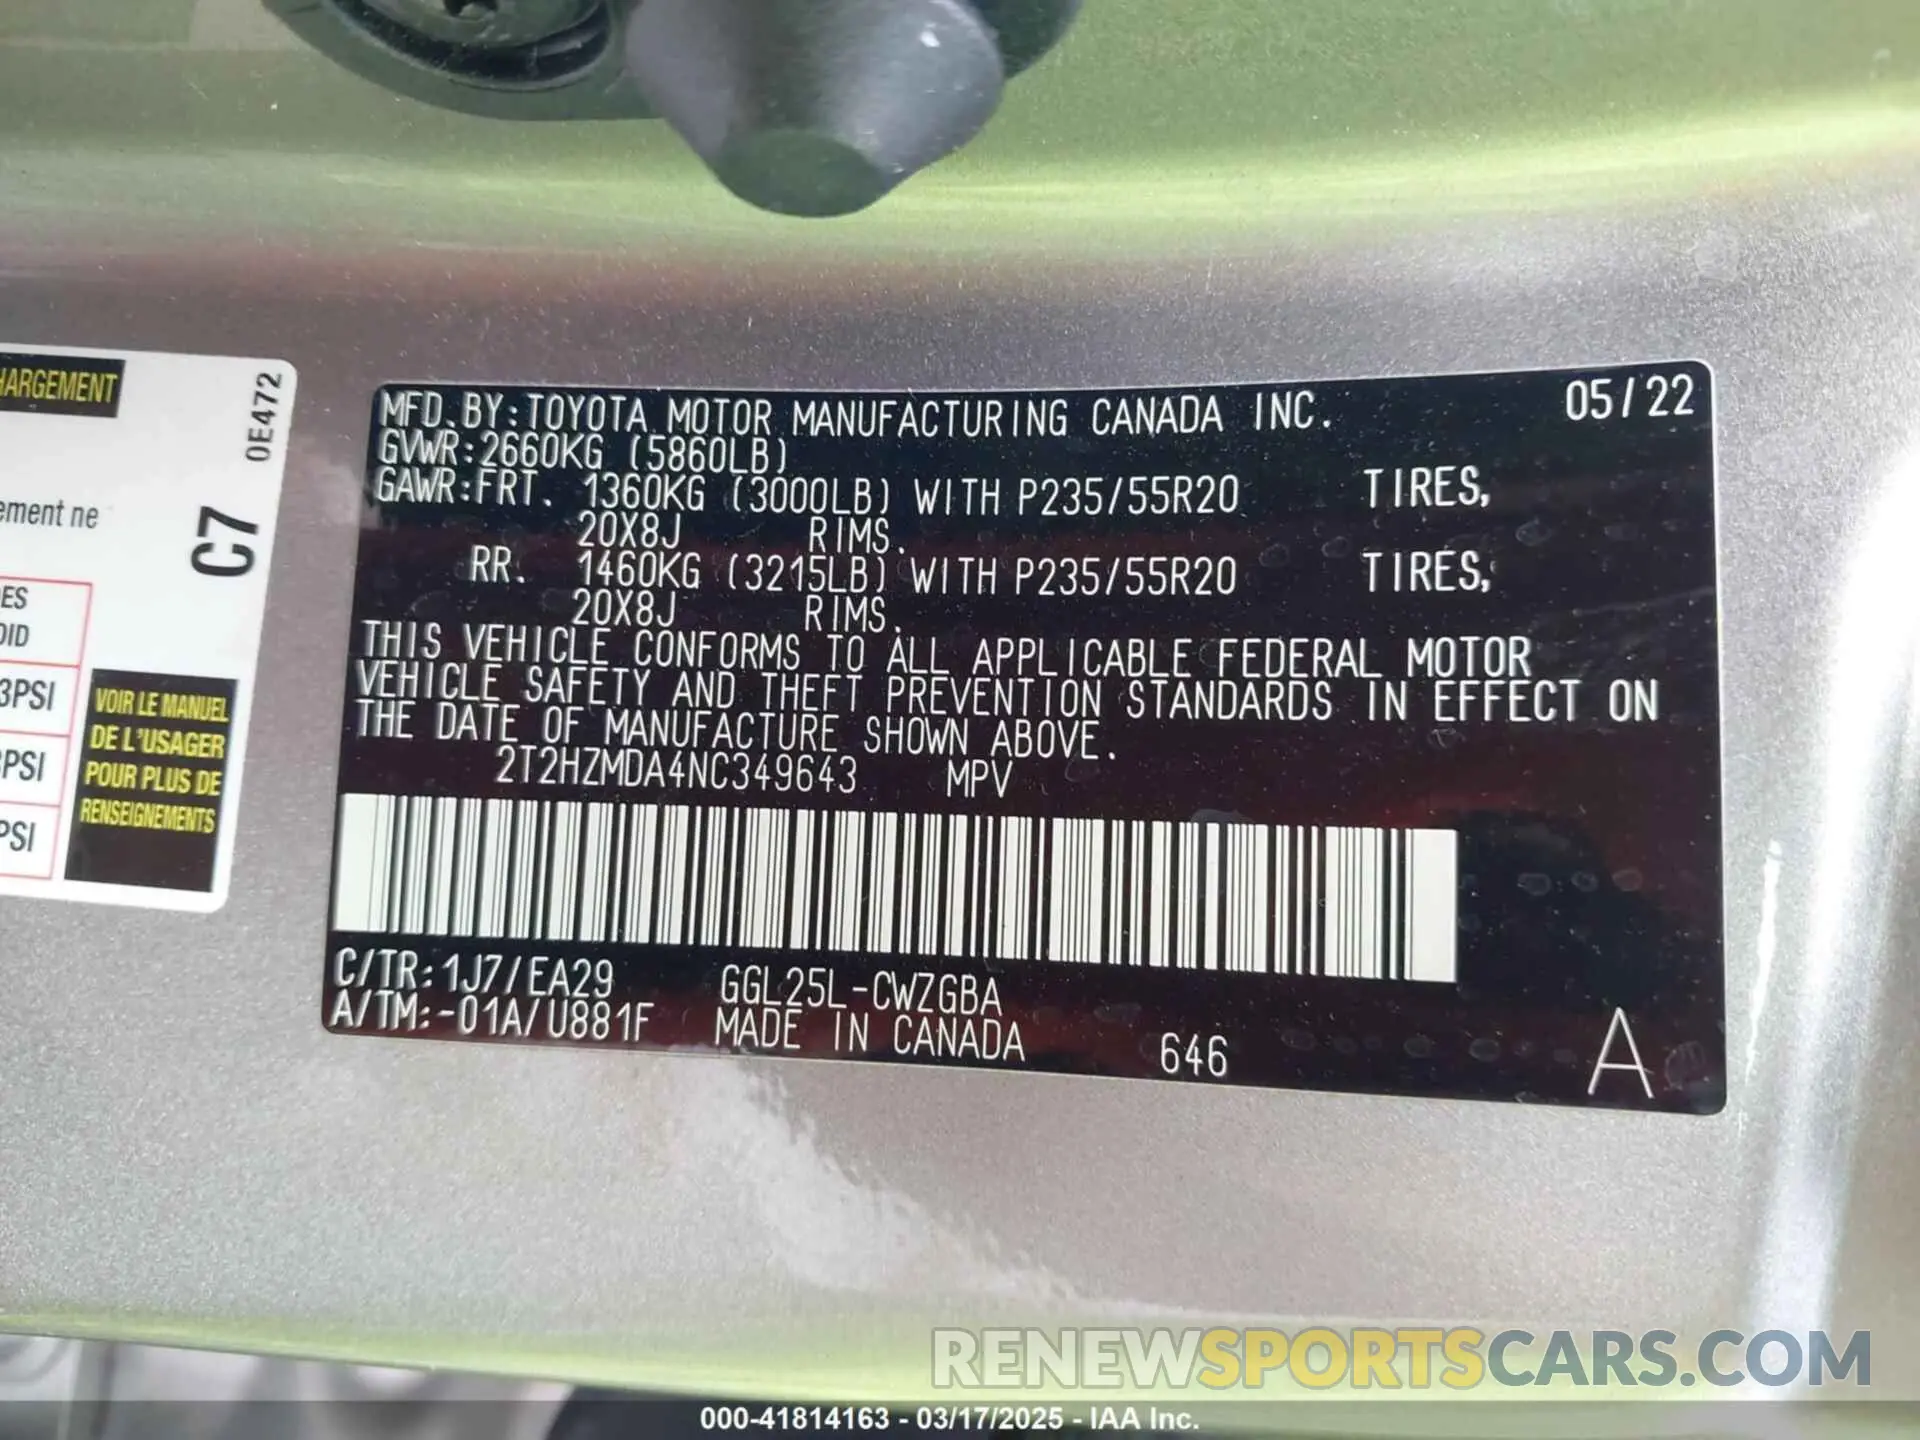 HARGEMENT
0E472
ement ne
C7
ES
OID
3PSI
PSI
PSI
VOIR LE MANUEL
DE L'USAGER
POUR PLUS DE
RENSEIGNEMENTS
MFD.BY:TOYOTA MOTOR MANUFACTURING CANADA INC. 05/22
GVWR:2660KG (5860LB)
GAWR:FRT. 1360KG (3000LB) WITH P235/55R20 TIRES,
20X8J RIMS.
RR. 1460KG (3215LB) WITH P235/55R20 TIRES,
20X8J RIMS.
THIS VEHICLE CONFORMS TO ALL APPLICABLE FEDERAL MOTOR
VEHICLE SAFETY AND THEFT PREVENTION STANDARDS IN EFFECT ON
THE DATE OF MANUFACTURE SHOWN ABOVE.
2T2HZMDA4NC349643 MPV
C/TR:1J7/EA29 GGL25L-CWZGBA
A/TM:-01A/U881F MADE IN CANADA 646 A
RENEWSPORTSCARS.COM
000-41814163 - 03/17/2025 - IAA Inc.